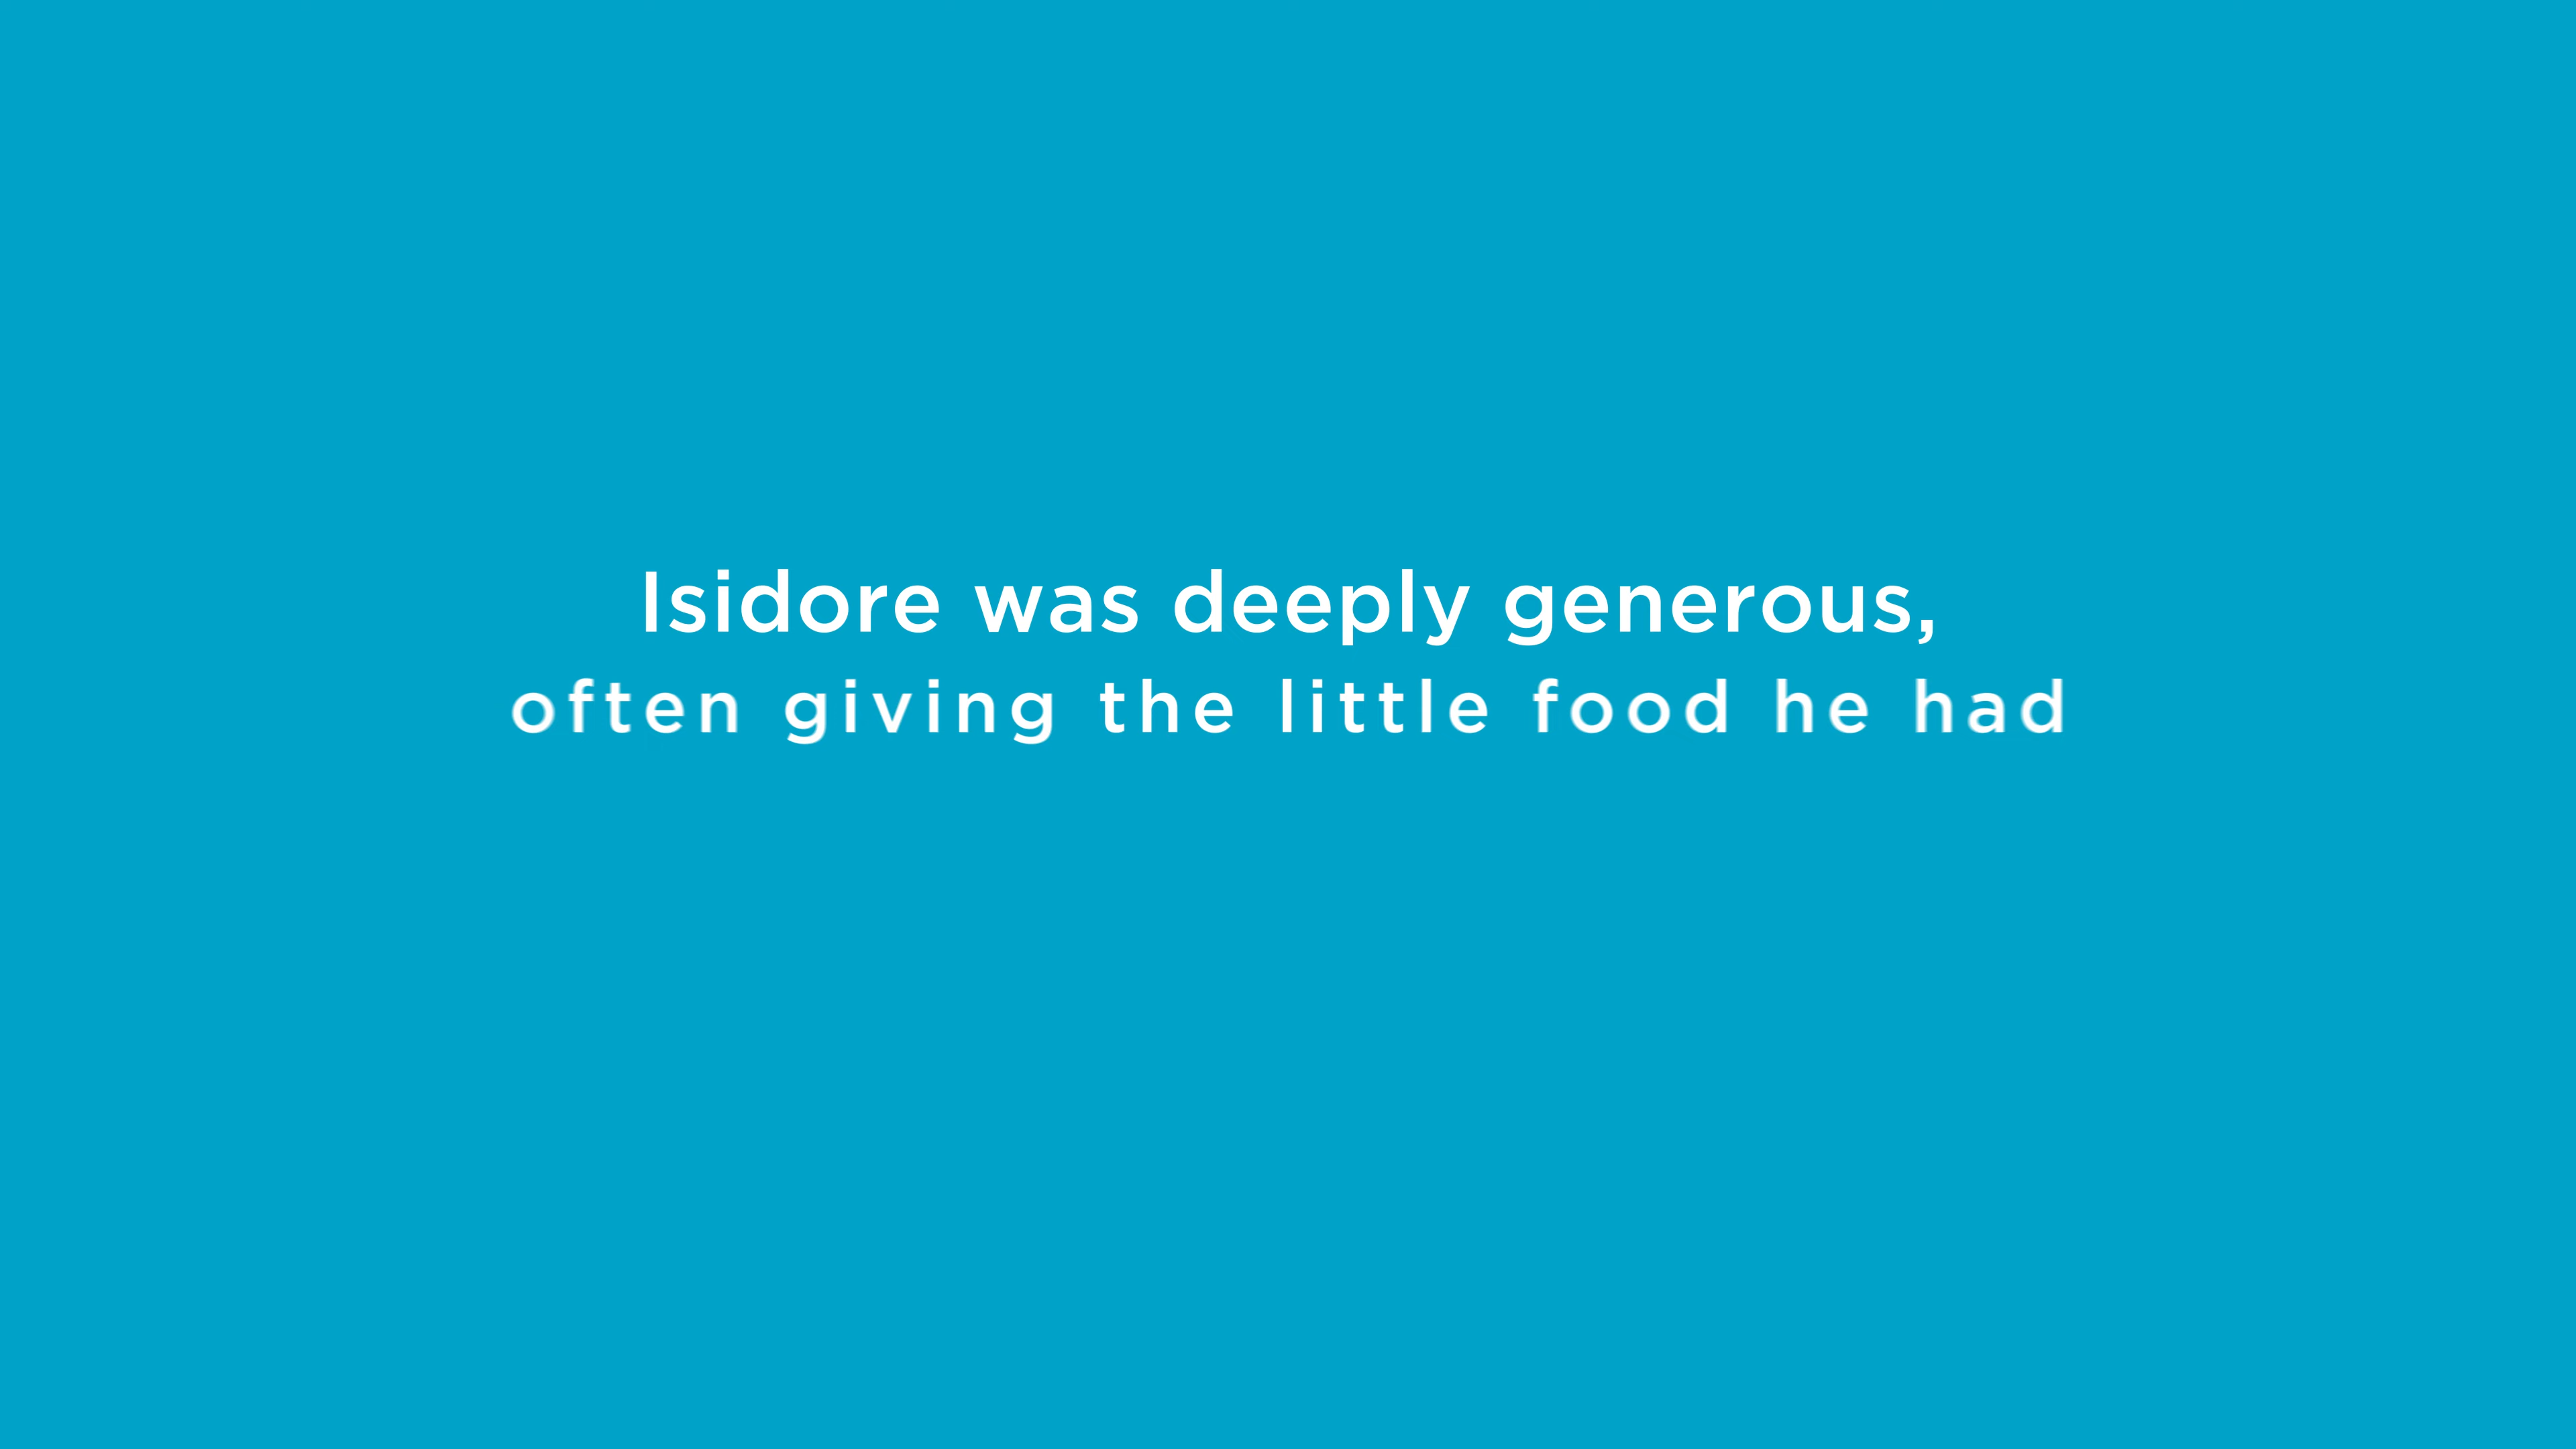 Isidore was deeply generous,
often giving the little food he had